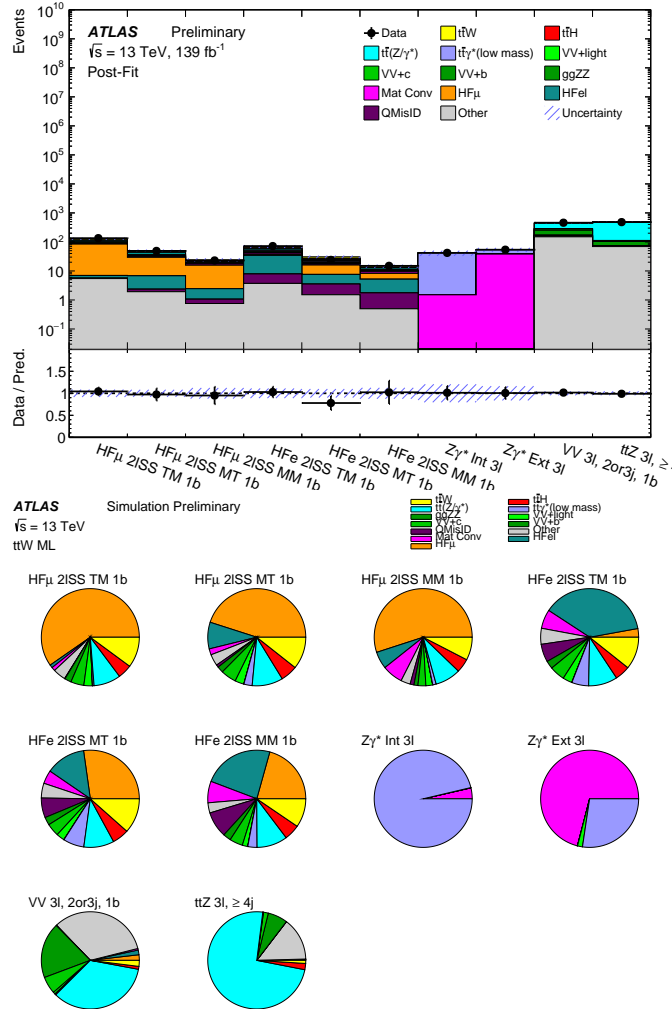 Events
10¹⁰
10⁹
10⁸
10⁷
10⁶
10⁵
10⁴
10³
10²
10
1
10⁻¹
ATLAS Preliminary
√s = 13 TeV, 139 fb⁻¹
Post-Fit
Data
tt̄W
tt̄H
tt̄(Z/γ*)
tt̄γ*(low mass)
VV+light
VV+c
VV+b
ggZZ
Mat Conv
HFμ
HFel
QMisID
Other
Uncertainty
Data / Pred.
1.5
1
0.5
0
HFμ 2lSS TM 1b
HFμ 2lSS MT 1b
HFμ 2lSS MM 1b
HFe 2lSS TM 1b
HFe 2lSS MT 1b
HFe 2lSS MM 1b
Zγ* Int 3l
Zγ* Ext 3l
VV 3l, 2or3j, 1b
ttZ 3l, ≥
ATLAS Simulation Preliminary
√s = 13 TeV
ttW ML
tt̄W
tt̄H
tt̄(Z/γ*)
tt̄γ*(low mass)
ggZZ
VV+light
VV+c
VV+b
QMisID
Other
Mat Conv
HFel
HFμ
HFμ 2lSS TM 1b
HFμ 2lSS MT 1b
HFμ 2lSS MM 1b
HFe 2lSS TM 1b
HFe 2lSS MT 1b
HFe 2lSS MM 1b
Zγ* Int 3l
Zγ* Ext 3l
VV 3l, 2or3j, 1b
ttZ 3l, ≥ 4j